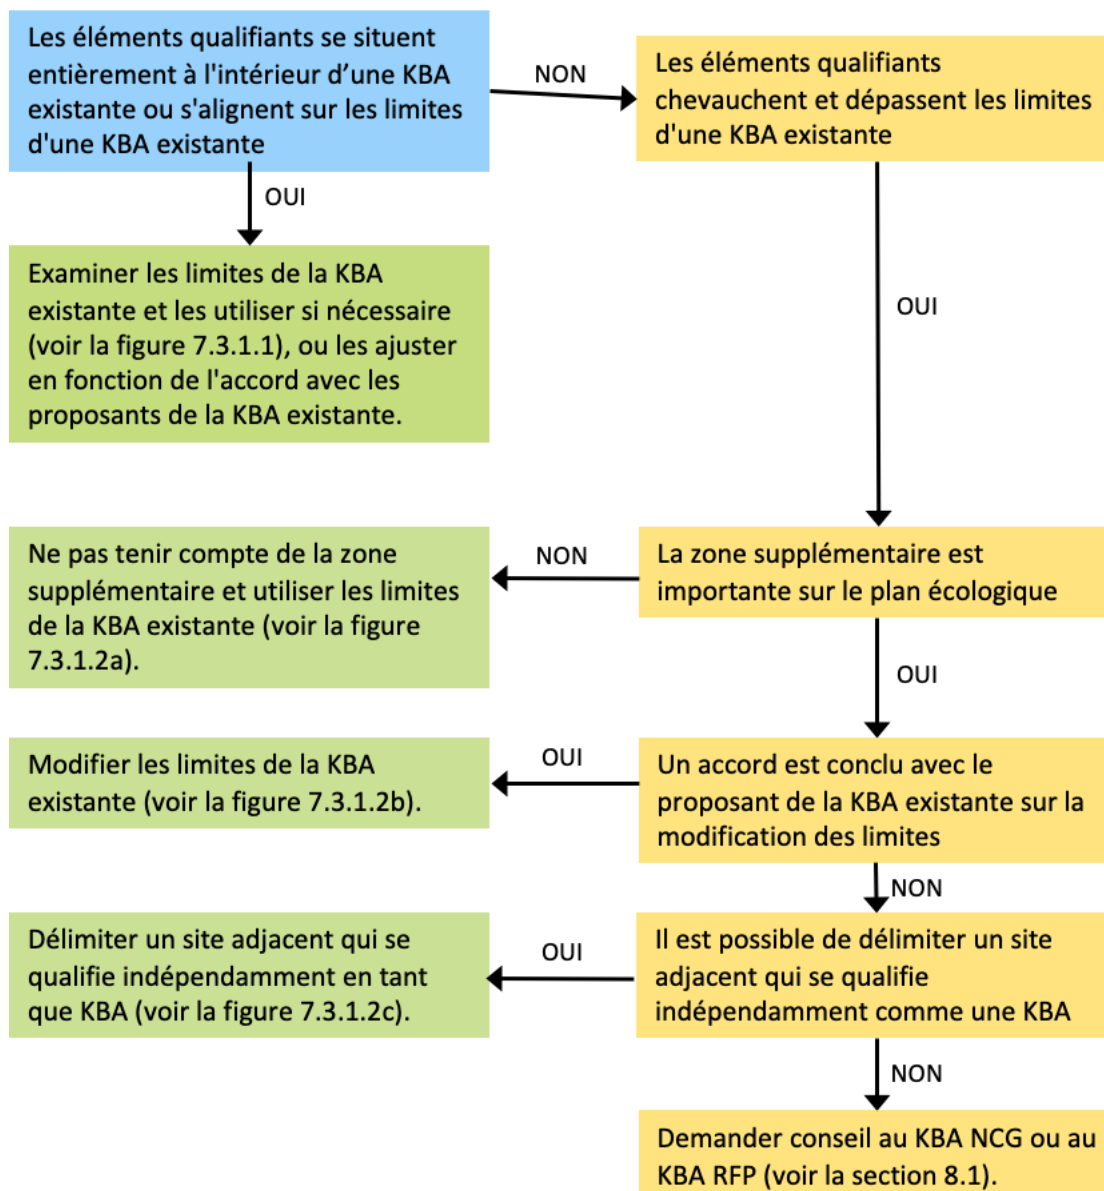 Les éléments qualifiants se situent
entièrement à l'intérieur d’une KBA
existante ou s'alignent sur les limites
d'une KBA existante
NON
Les éléments qualifiants
chevauchent et dépassent les limites
d'une KBA existante
OUI
Examiner les limites de la KBA
existante et les utiliser si nécessaire
(voir la figure 7.3.1.1), ou les ajuster
en fonction de l'accord avec les
proposants de la KBA existante.
OUI
Ne pas tenir compte de la zone
supplémentaire et utiliser les limites
de la KBA existante (voir la figure
7.3.1.2a).
NON
La zone supplémentaire est
importante sur le plan écologique
OUI
Modifier les limites de la KBA
existante (voir la figure 7.3.1.2b).
OUI
Un accord est conclu avec le
proposant de la KBA existante sur la
modification des limites
NON
Délimiter un site adjacent qui se
qualifie indépendamment en tant
que KBA (voir la figure 7.3.1.2c).
OUI
Il est possible de délimiter un site
adjacent qui se qualifie
indépendamment comme une KBA
NON
Demander conseil au KBA NCG ou au
KBA RFP (voir la section 8.1).